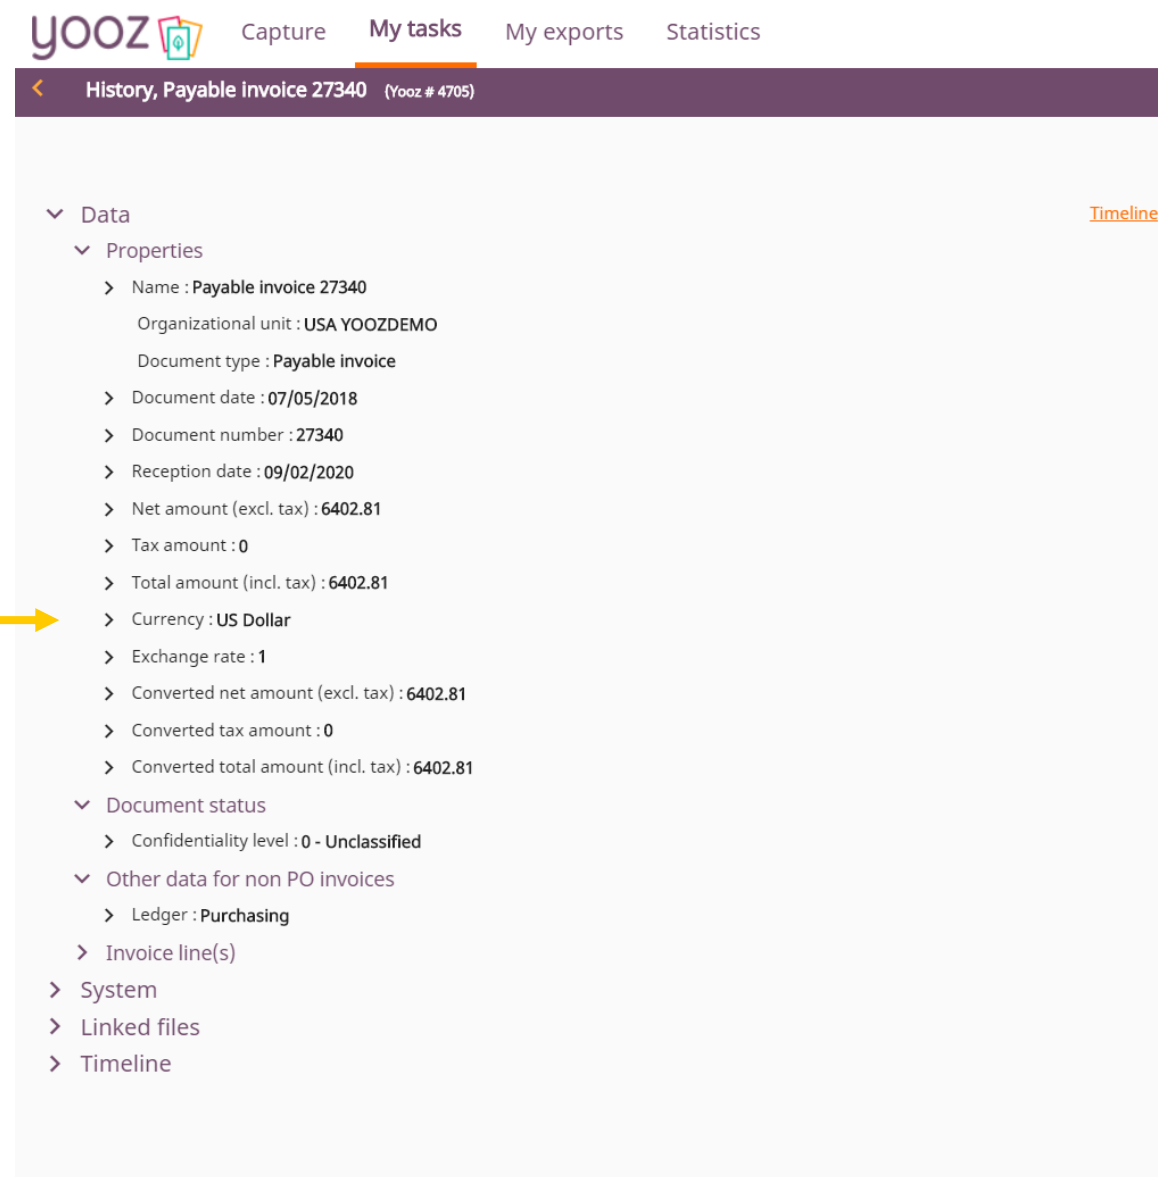 yooz Capture My tasks My exports Statistics
History, Payable invoice 27340 (Yooz # 4705)
Data Timeline
Properties
Name : Payable invoice 27340
Organizational unit : USA YOOZDEMO
Document type : Payable invoice
Document date : 07/05/2018
Document number : 27340
Reception date : 09/02/2020
Net amount (excl. tax) : 6402.81
Tax amount : 0
Total amount (incl. tax) : 6402.81
Currency : US Dollar
Exchange rate : 1
Converted net amount (excl. tax) : 6402.81
Converted tax amount : 0
Converted total amount (incl. tax) : 6402.81
Document status
Confidentiality level : 0 - Unclassified
Other data for non PO invoices
Ledger : Purchasing
Invoice line(s)
System
Linked files
Timeline